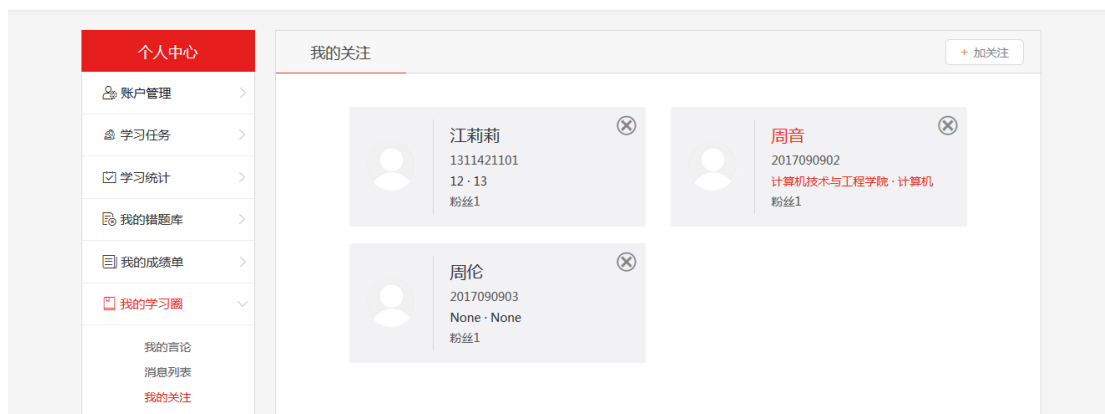 个人中心
账户管理
学习任务
学习统计
我的错题库
我的成绩单
我的学习圈
我的言论
消息列表
我的关注
我的关注
+ 加关注
江莉莉
1311421101
12 · 13
粉丝1
周音
2017090902
计算机技术与工程学院 · 计算机
粉丝1
周伦
2017090903
None · None
粉丝1